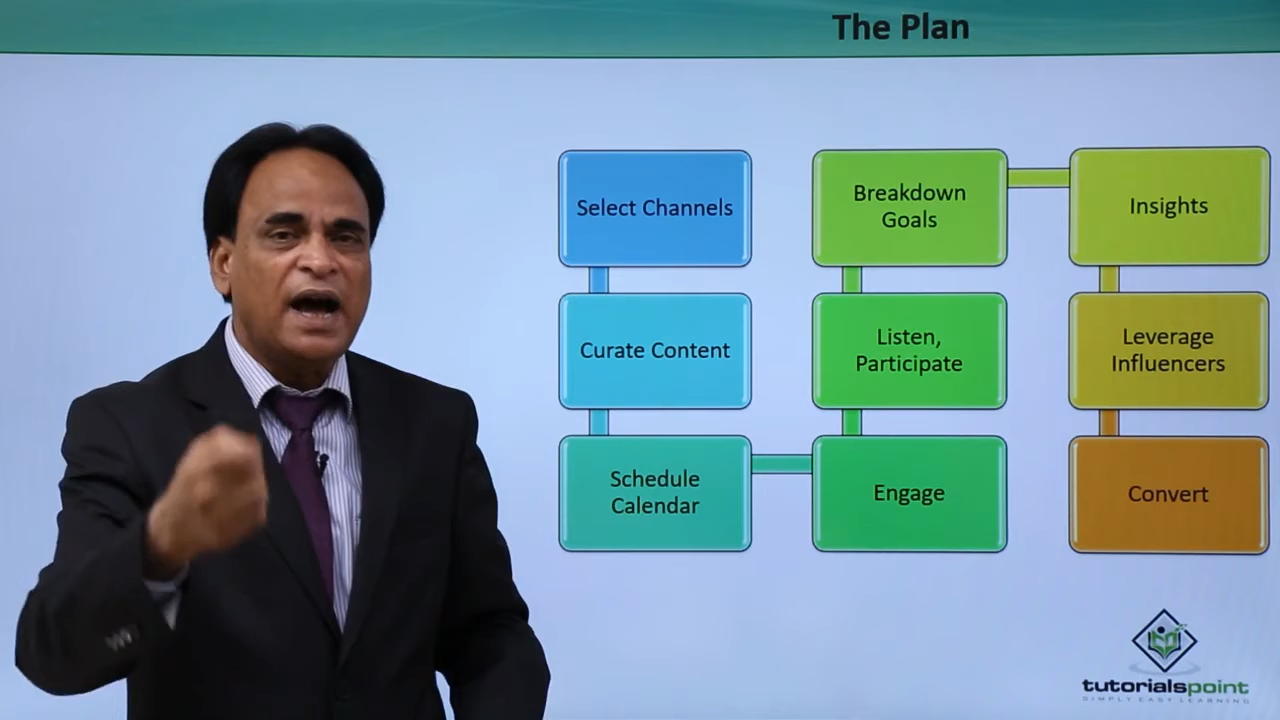 The Plan
Select Channels
Curate Content
Schedule
Calendar
Engage
Listen,
Participate
Breakdown
Goals
Insights
Leverage
Influencers
Convert
tutorialspoint
SIMPLY EASY LEARNING